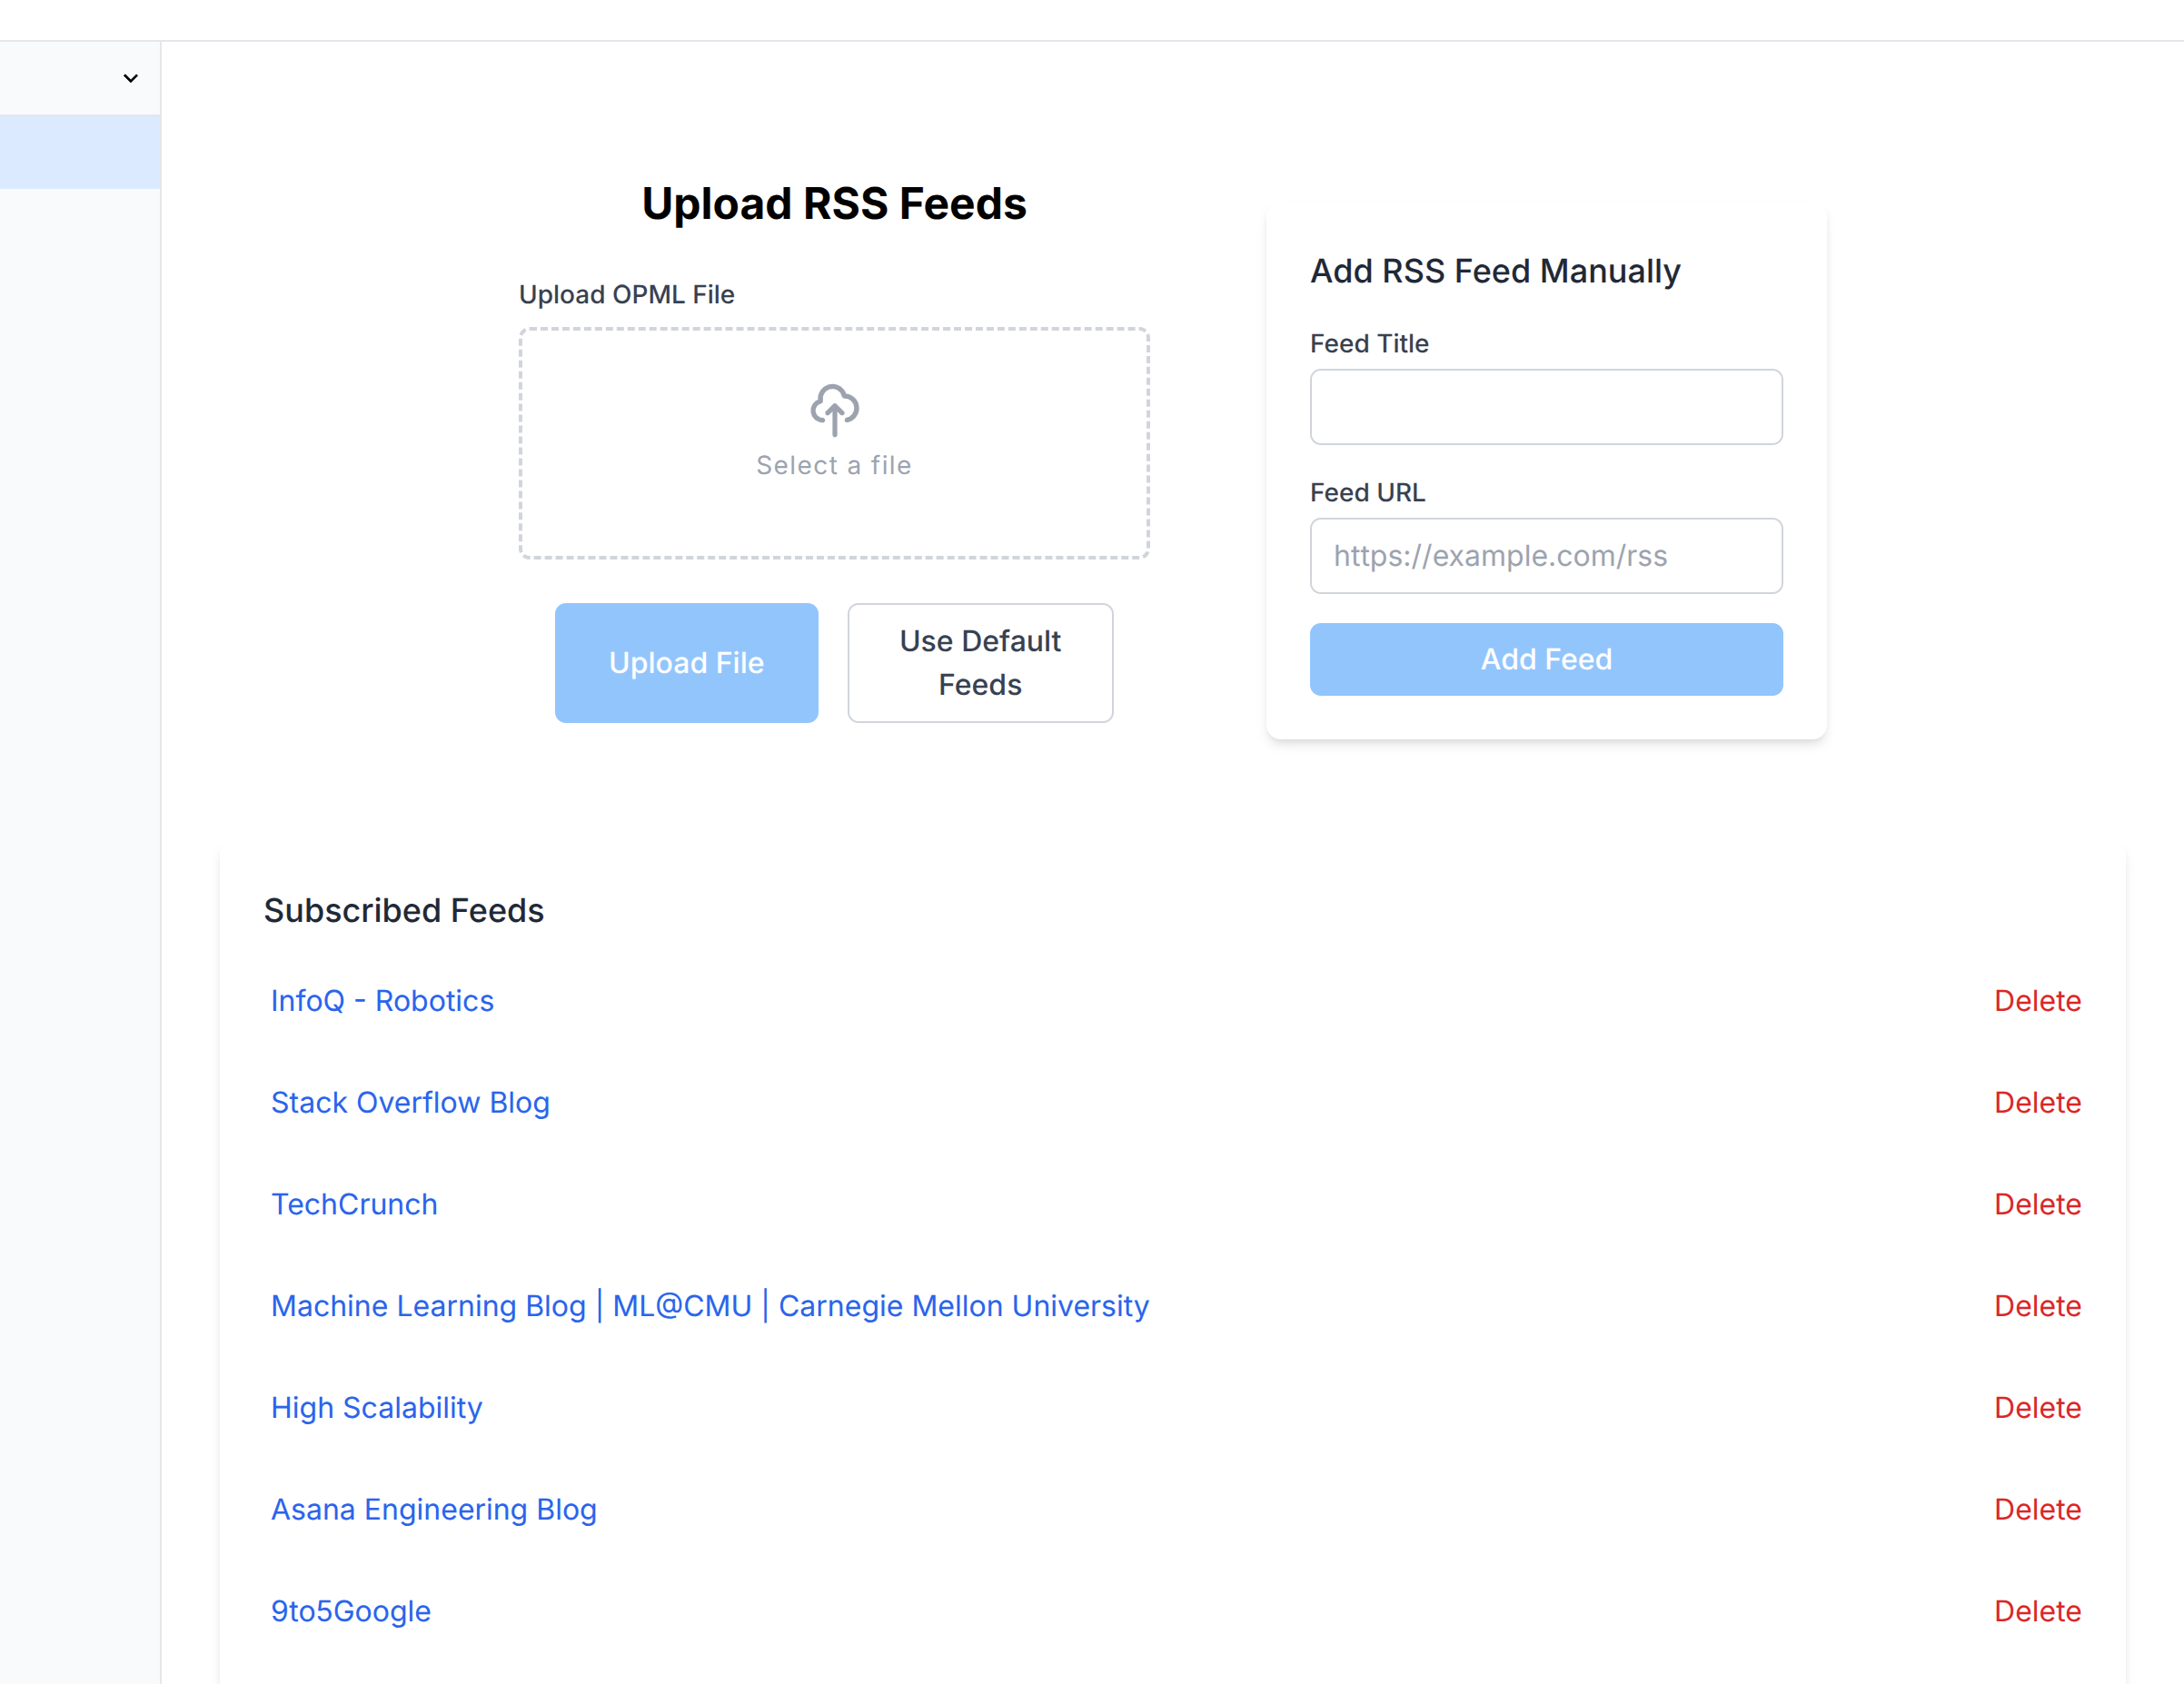 Upload RSS Feeds
Upload OPML File
Select a file
Upload File
Use Default
Feeds
Add RSS Feed Manually
Feed Title
Feed URL
https://example.com/rss
Add Feed
Subscribed Feeds
InfoQ - Robotics Delete
Stack Overflow Blog Delete
TechCrunch Delete
Machine Learning Blog | ML@CMU | Carnegie Mellon University Delete
High Scalability Delete
Asana Engineering Blog Delete
9to5Google Delete